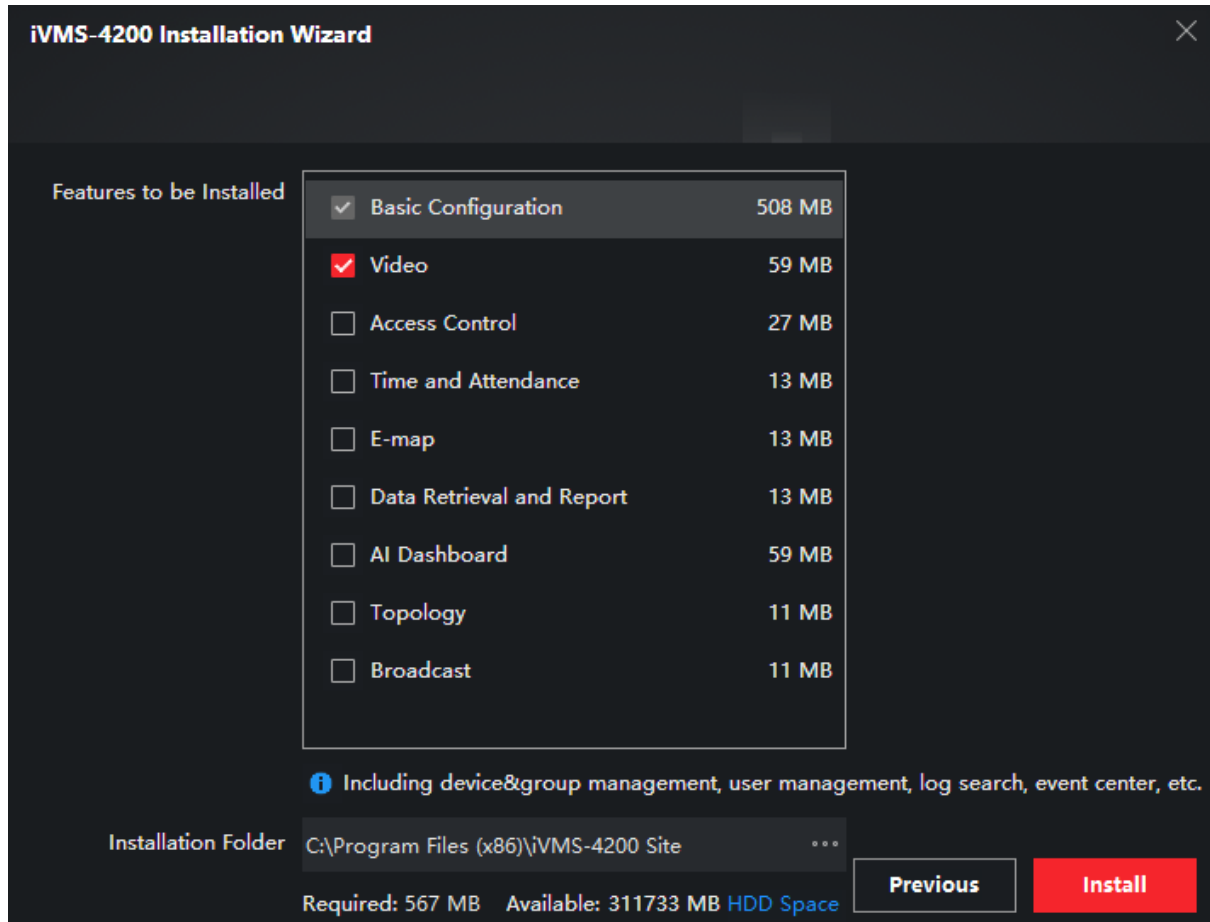 iVMS-4200 Installation Wizard
Features to be Installed
Basic Configuration 508 MB
Video 59 MB
Access Control 27 MB
Time and Attendance 13 MB
E-map 13 MB
Data Retrieval and Report 13 MB
AI Dashboard 59 MB
Topology 11 MB
Broadcast 11 MB
Including device&group management, user management, log search, event center, etc.
Installation Folder C:\Program Files (x86)\iVMS-4200 Site
Required: 567 MB Available: 311733 MB HDD Space
Previous Install